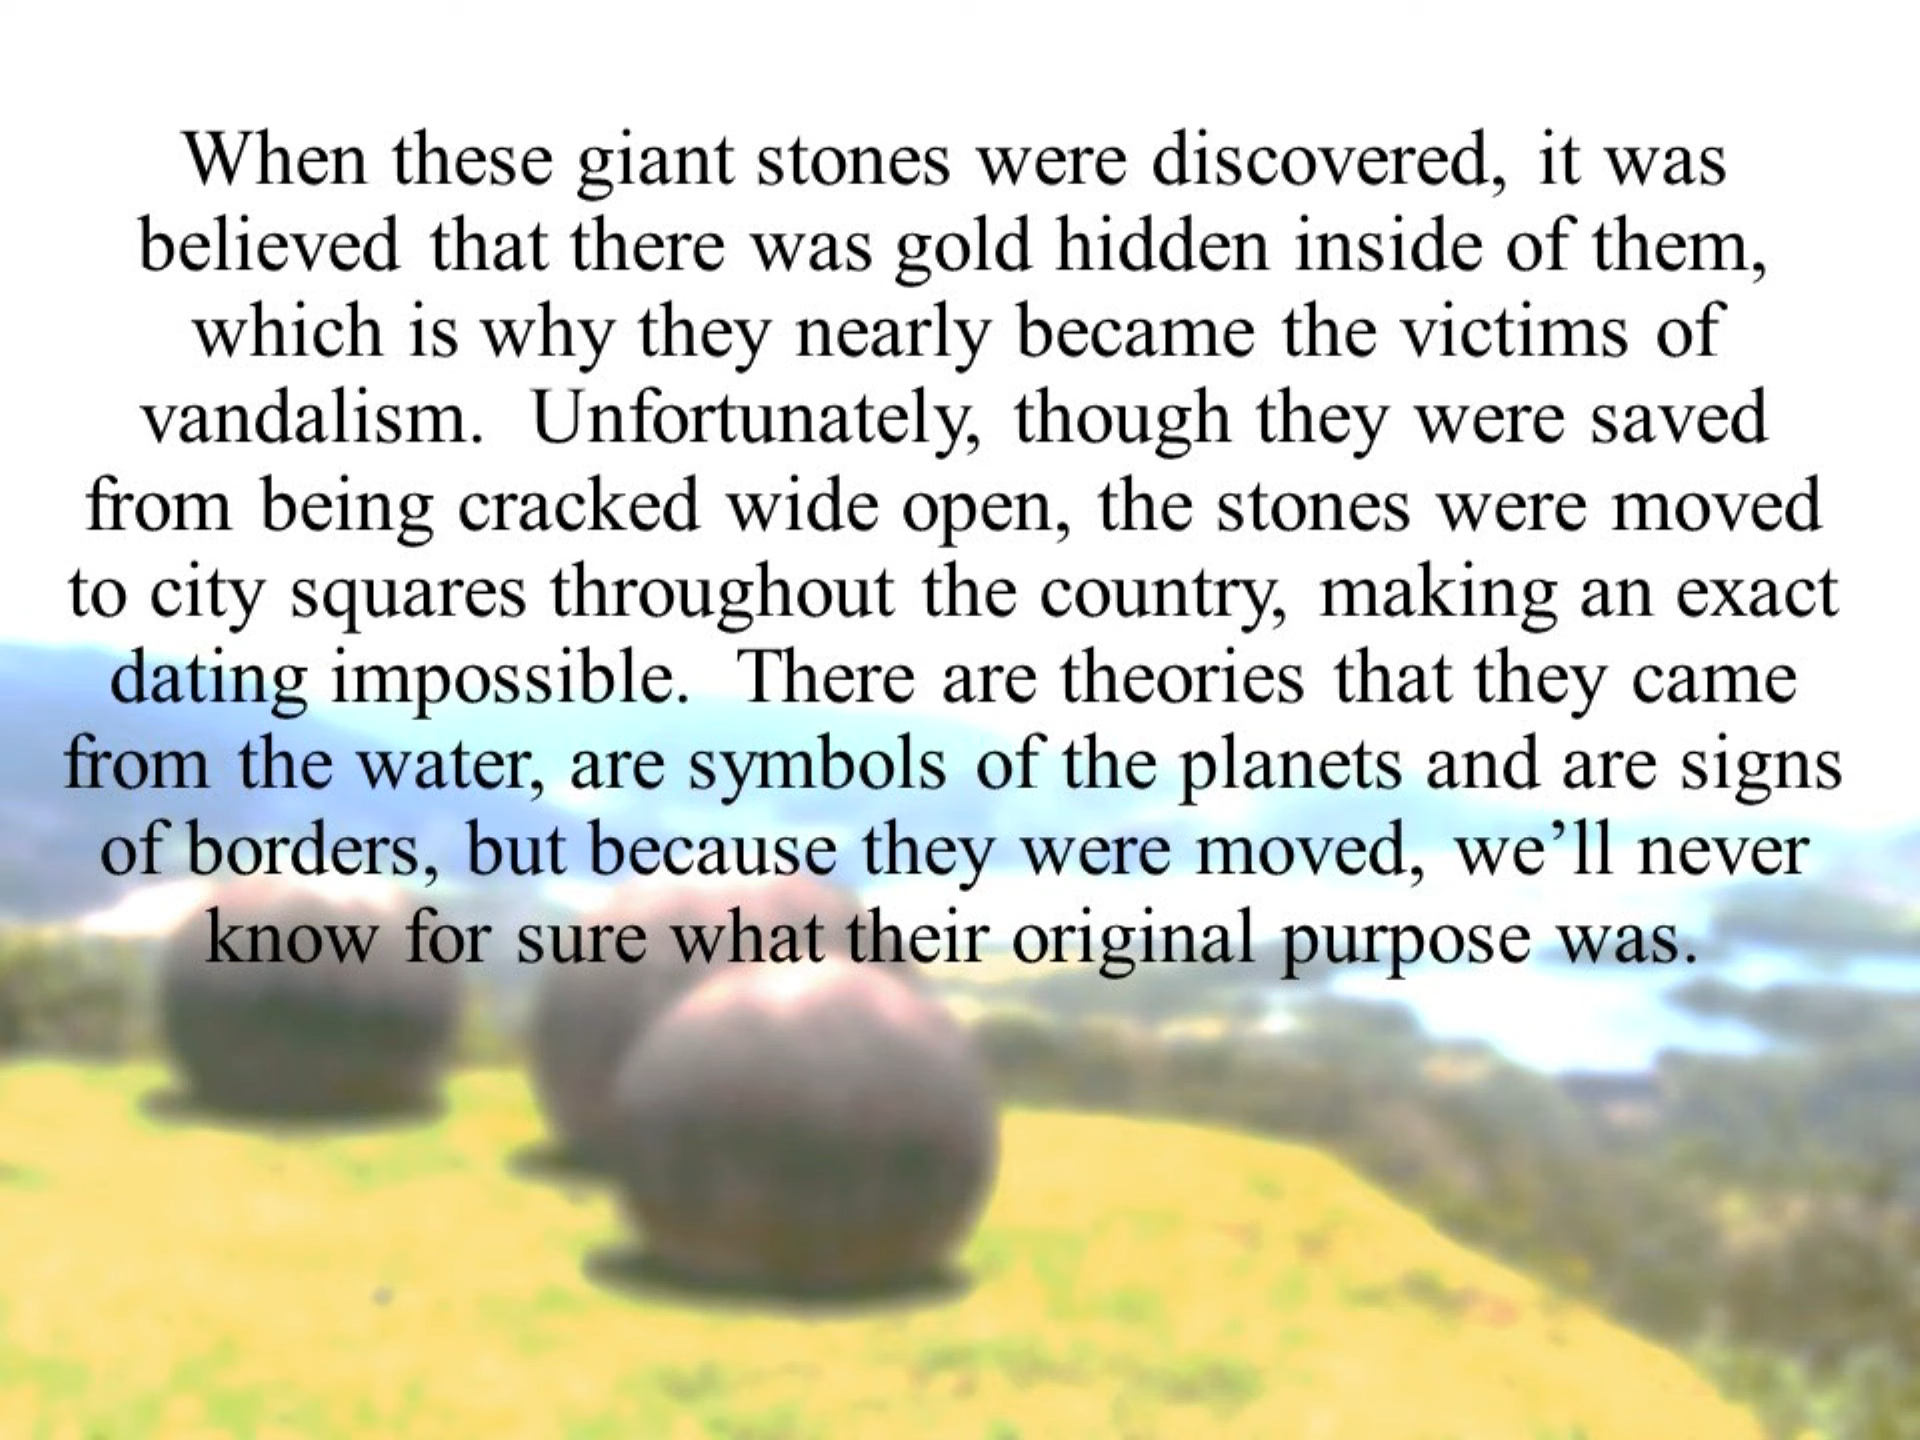 When these giant stones were discovered, it was
believed that there was gold hidden inside of them,
which is why they nearly became the victims of
vandalism.  Unfortunately, though they were saved
from being cracked wide open, the stones were moved
to city squares throughout the country, making an exact
dating impossible.  There are theories that they came
from the water, are symbols of the planets and are signs
of borders, but because they were moved, we’ll never
know for sure what their original purpose was.